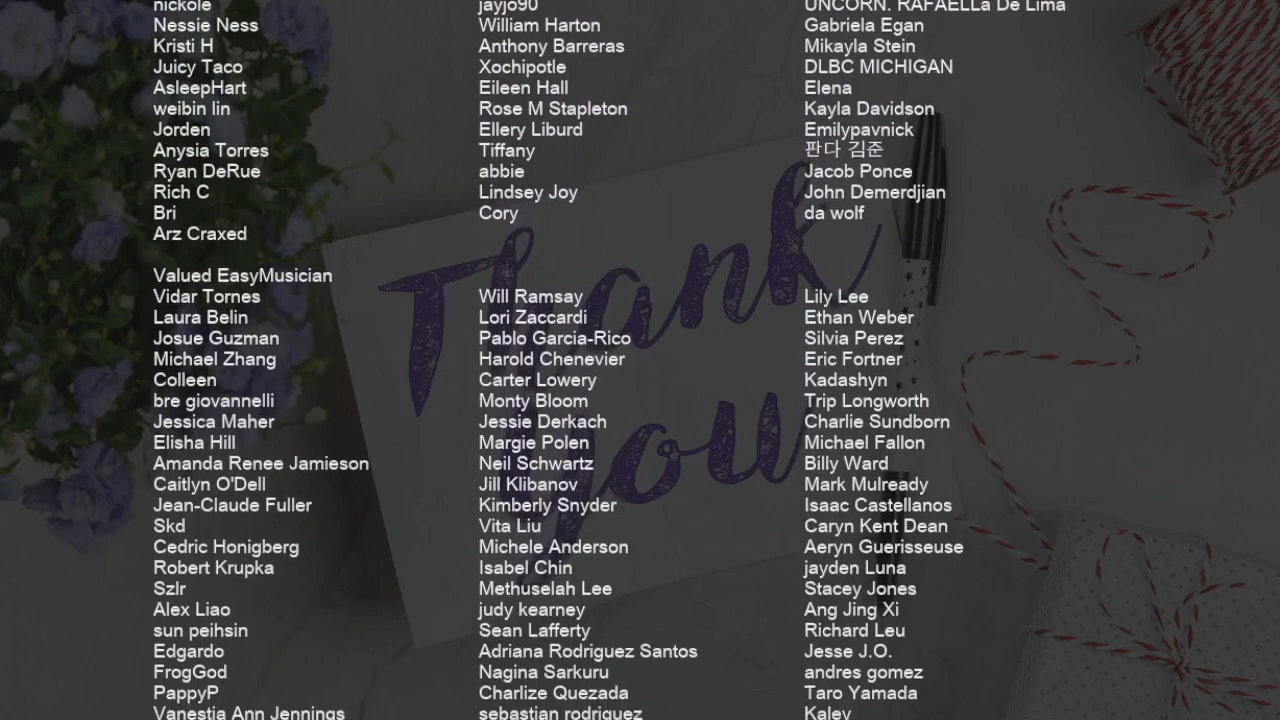 nickole
Nessie Ness
Kristi H
Juicy Taco
AsleepHart
weibin lin
Jorden
Anysia Torres
Ryan DeRue
Rich C
Bri
Arz Craxed
jayjo90
William Harton
Anthony Barreras
Xochipotle
Eileen Hall
Rose M Stapleton
Ellery Liburd
Tiffany
abbie
Lindsey Joy
Cory
UNCORN. RAFAELLa De Lima
Gabriela Egan
Mikayla Stein
DLBC MICHIGAN
Elena
Kayla Davidson
Emilypavnick
판다 김준
Jacob Ponce
John Demerdjian
da wolf
Valued EasyMusician
Vidar Tornes
Laura Belin
Josue Guzman
Michael Zhang
Colleen
bre giovannelli
Jessica Maher
Elisha Hill
Amanda Renee Jamieson
Caitlyn O'Dell
Jean-Claude Fuller
Skd
Cedric Honigberg
Robert Krupka
Szlr
Alex Liao
sun peihsin
Edgardo
FrogGod
PappyP
Vanestia Ann Jennings
Will Ramsay
Lori Zaccardi
Pablo Garcia-Rico
Harold Chenevier
Carter Lowery
Monty Bloom
Jessie Derkach
Margie Polen
Neil Schwartz
Jill Klibanov
Kimberly Snyder
Vita Liu
Michele Anderson
Isabel Chin
Methuselah Lee
judy kearney
Sean Lafferty
Adriana Rodriguez Santos
Nagina Sarkuru
Charlize Quezada
sebastian rodriguez
Lily Lee
Ethan Weber
Silvia Perez
Eric Fortner
Kadashyn
Trip Longworth
Charlie Sundborn
Michael Fallon
Billy Ward
Mark Mulready
Isaac Castellanos
Caryn Kent Dean
Aeryn Guerisseuse
jayden Luna
Stacey Jones
Ang Jing Xi
Richard Leu
Jesse J.O.
andres gomez
Taro Yamada
Kaley
Thank
you